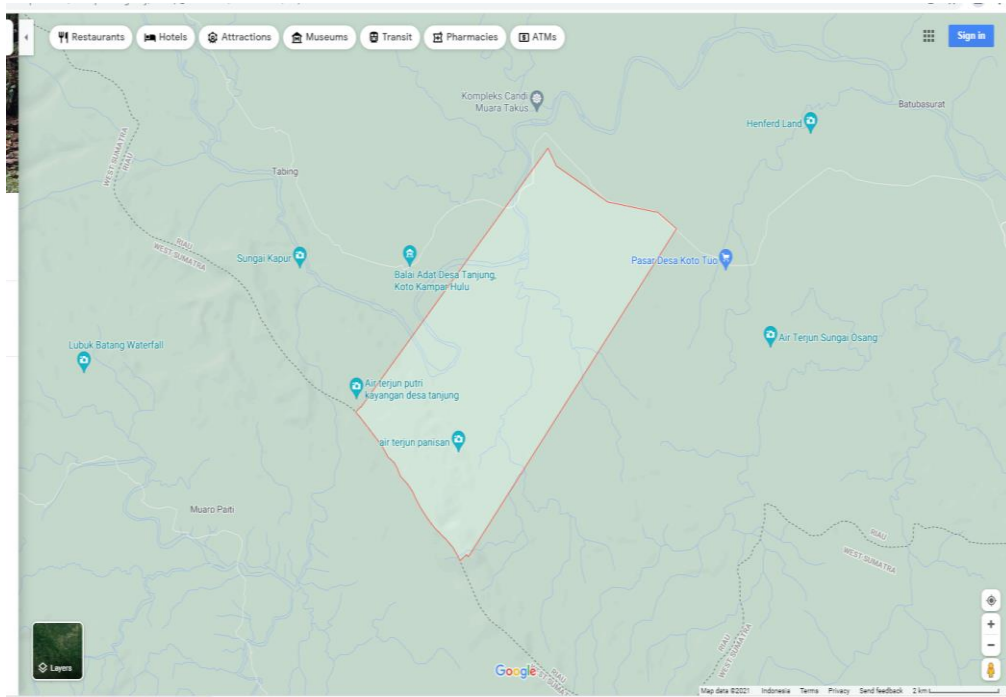 Restaurants
Hotels
Attractions
Museums
Transit
Pharmacies
ATMs
Sign in
Kompleks Candi
Muara Takus
Batubasurat
Henferd Land
WEST SUMATRA
RIAU
Tabing
RIAU
WEST SUMATRA
Sungai Kapur
Balai Adat Desa Tanjung,
Koto Kampar Hulu
Pasar Desa Koto Tuo
Lubuk Batang Waterfall
Air Terjun Sungai Osang
Air terjun putri
kayangan desa tanjung
air terjun panisan
Muaro Paiti
RIAU
WEST SUMATRA
RIAU
WEST SUMATRA
Layers
Google
Map data ©2021 Indonesia Terms Privacy Send feedback 2 km